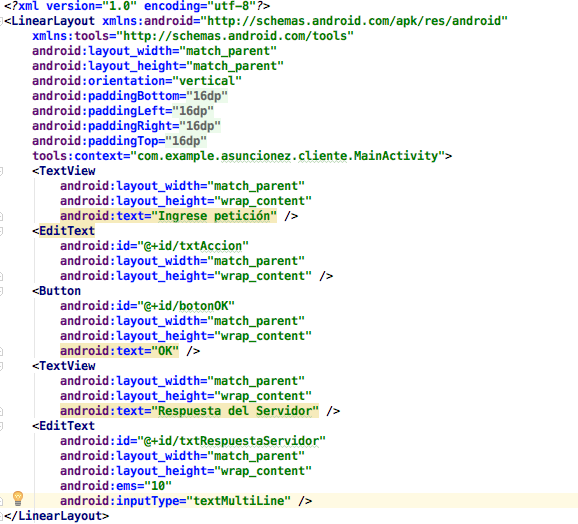 <?xml version="1.0" encoding="utf-8"?>
<LinearLayout xmlns:android="http://schemas.android.com/apk/res/android"
    xmlns:tools="http://schemas.android.com/tools"
    android:layout_width="match_parent"
    android:layout_height="match_parent"
    android:orientation="vertical"
    android:paddingBottom="16dp"
    android:paddingLeft="16dp"
    android:paddingRight="16dp"
    android:paddingTop="16dp"
    tools:context="com.example.asuncionez.cliente.MainActivity">
    <TextView
        android:layout_width="match_parent"
        android:layout_height="wrap_content"
        android:text="Ingrese petición" />
    <EditText
        android:id="@+id/txtAccion"
        android:layout_width="match_parent"
        android:layout_height="wrap_content" />
    <Button
        android:id="@+id/botonOK"
        android:layout_width="match_parent"
        android:layout_height="wrap_content"
        android:text="OK" />
    <TextView
        android:layout_width="match_parent"
        android:layout_height="wrap_content"
        android:text="Respuesta del Servidor" />
    <EditText
        android:id="@+id/txtRespuestaServidor"
        android:layout_width="match_parent"
        android:layout_height="wrap_content"
        android:ems="10"
        android:inputType="textMultiLine" />
</LinearLayout>